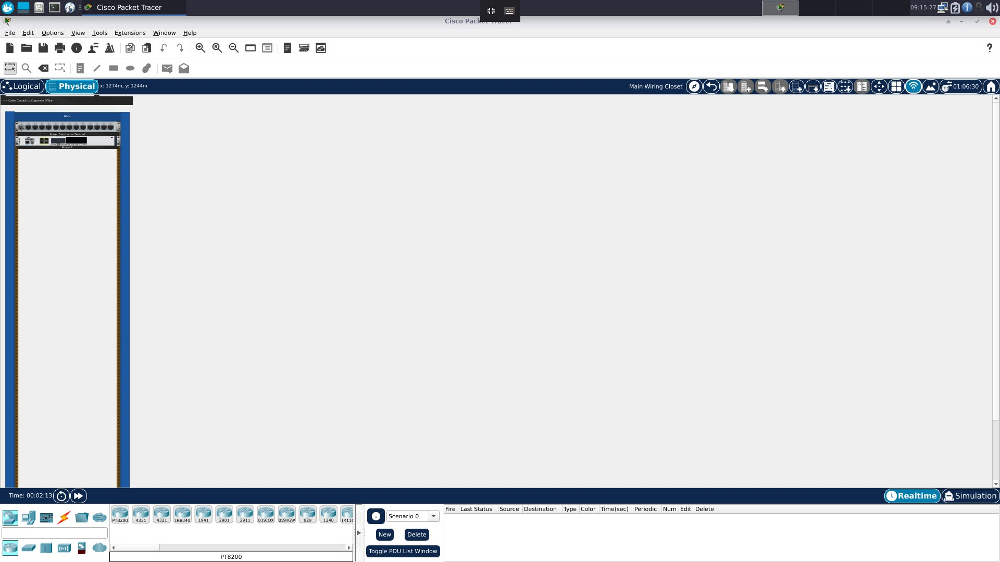 Cisco Packet Tracer
09:15:27
Cisco Packet Tracer
File Edit Options View Tools Extensions Window Help
Logical Physical x: 1274m, y: 1244m Main Wiring Closet 01:06:30
<< Cable Conduit to Corporate Office
Rack
Power Distribution Device0
Router0
Time: 00:02:13 Realtime Simulation
Fire Last Status Source Destination Type Color Time(sec) Periodic Num Edit Delete
Scenario 0
PT8200 4331 4321 IR8340 1941 2901 2911 819IOX 819HGW 829 1240
New Delete
Toggle PDU List Window
PT8200